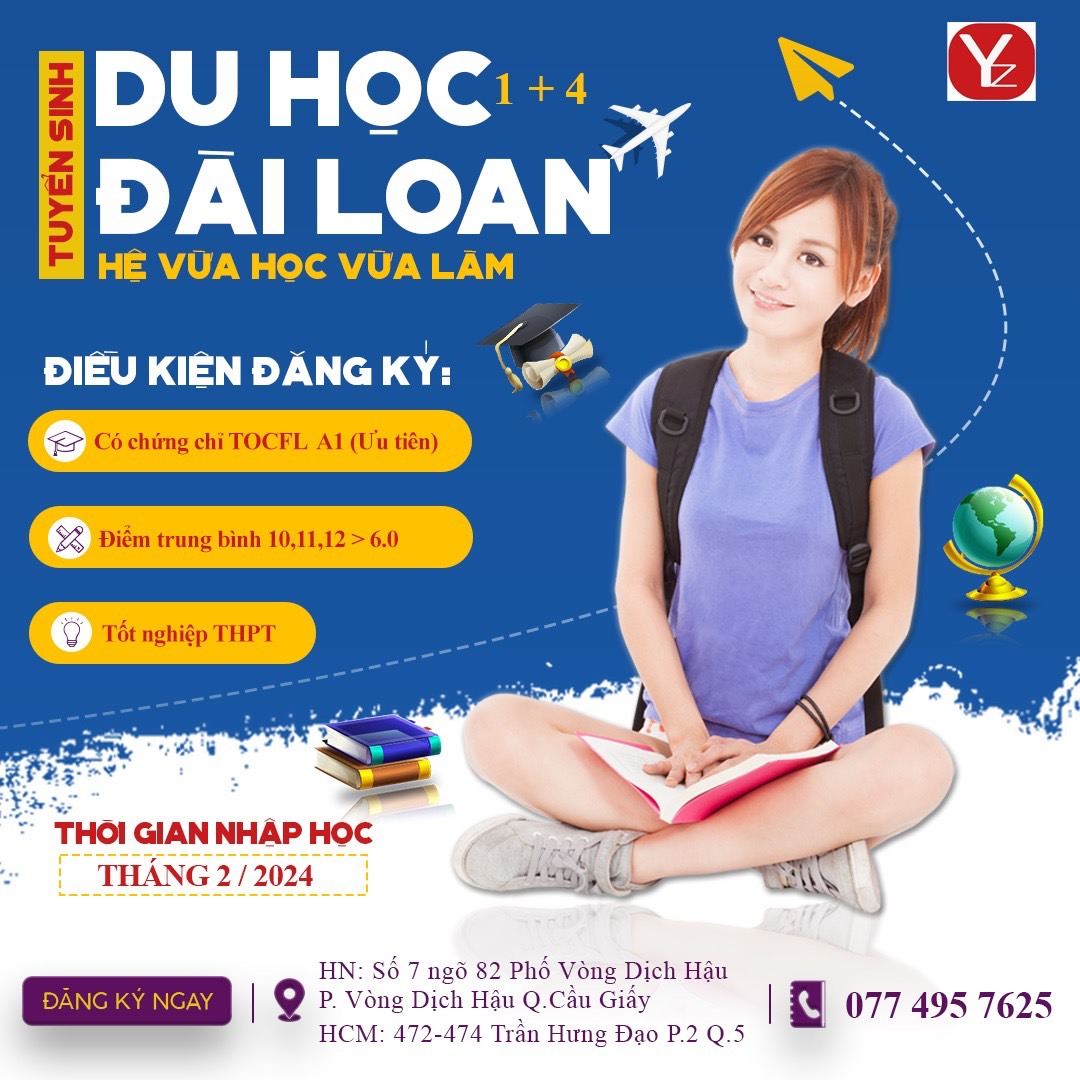 TUYỂN SINH
DU HỌC 1 + 4
ĐÀI LOAN
HỆ VỪA HỌC VỪA LÀM
YZ
ĐIỀU KIỆN ĐĂNG KÝ:
Có chứng chỉ TOCFL A1 (Ưu tiên)
Điểm trung bình 10,11,12 > 6.0
Tốt nghiệp THPT
THỜI GIAN NHẬP HỌC
THÁNG 2 / 2024
ĐĂNG KÝ NGAY
HN: Số 7 ngõ 82 Phố Vòng Dịch Hậu
P. Vòng Dịch Hậu Q.Cầu Giấy
HCM: 472-474 Trần Hưng Đạo P.2 Q.5
077 495 7625